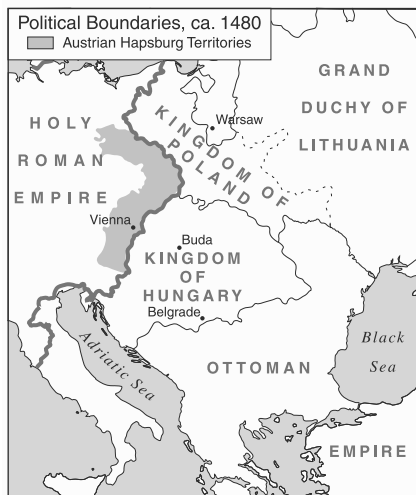 Political Boundaries, ca. 1480
Austrian Hapsburg Territories
GRAND
DUCHY OF
LITHUANIA
HOLY
ROMAN
EMPIRE
Warsaw
KINGDOM OF
POLAND
Vienna
Buda
KINGDOM
OF
HUNGARY
Belgrade
Adriatic Sea
Black
Sea
OTTOMAN
EMPIRE